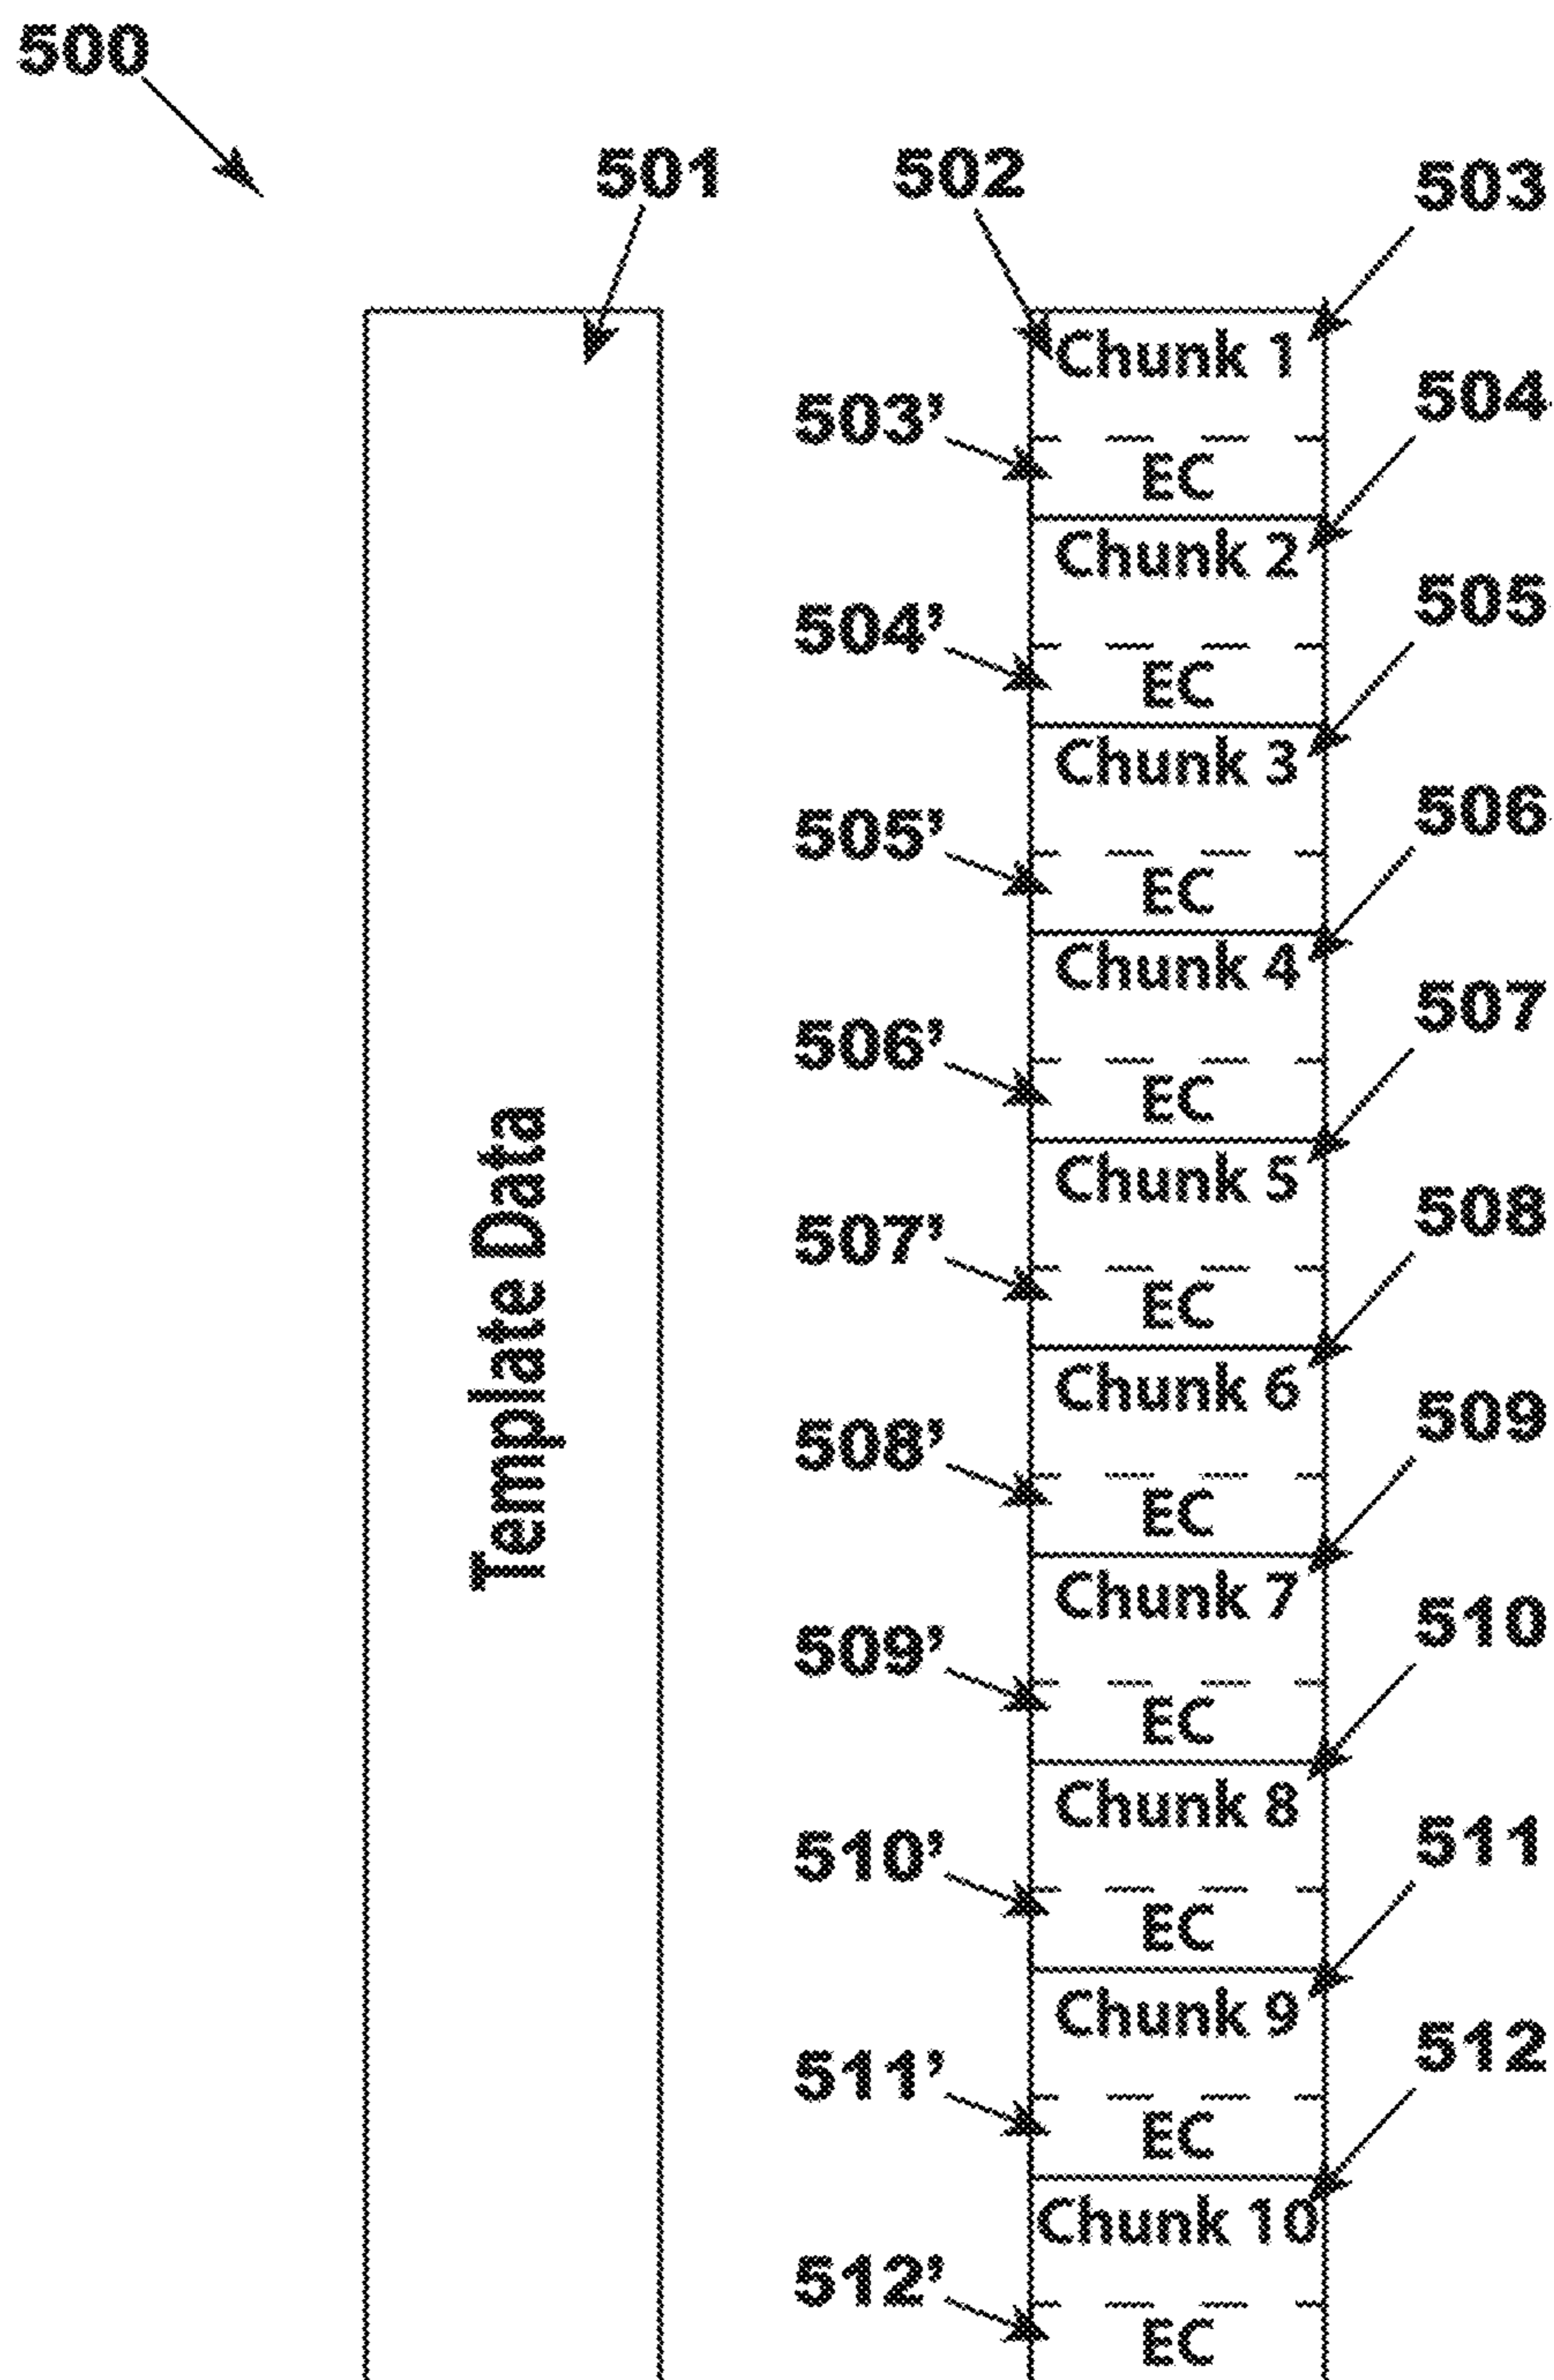 500
501
502
503
Chunk 1
504
503’
EC
Chunk 2
505
504’
EC
Chunk 3
506
505’
EC
Chunk 4
507
506’
EC
Chunk 5
508
507’
EC
Chunk 6
509
508’
EC
Chunk 7
510
509’
EC
Chunk 8
511
510’
EC
Chunk 9
512
511’
EC
Chunk 10
512’
EC
Template Data